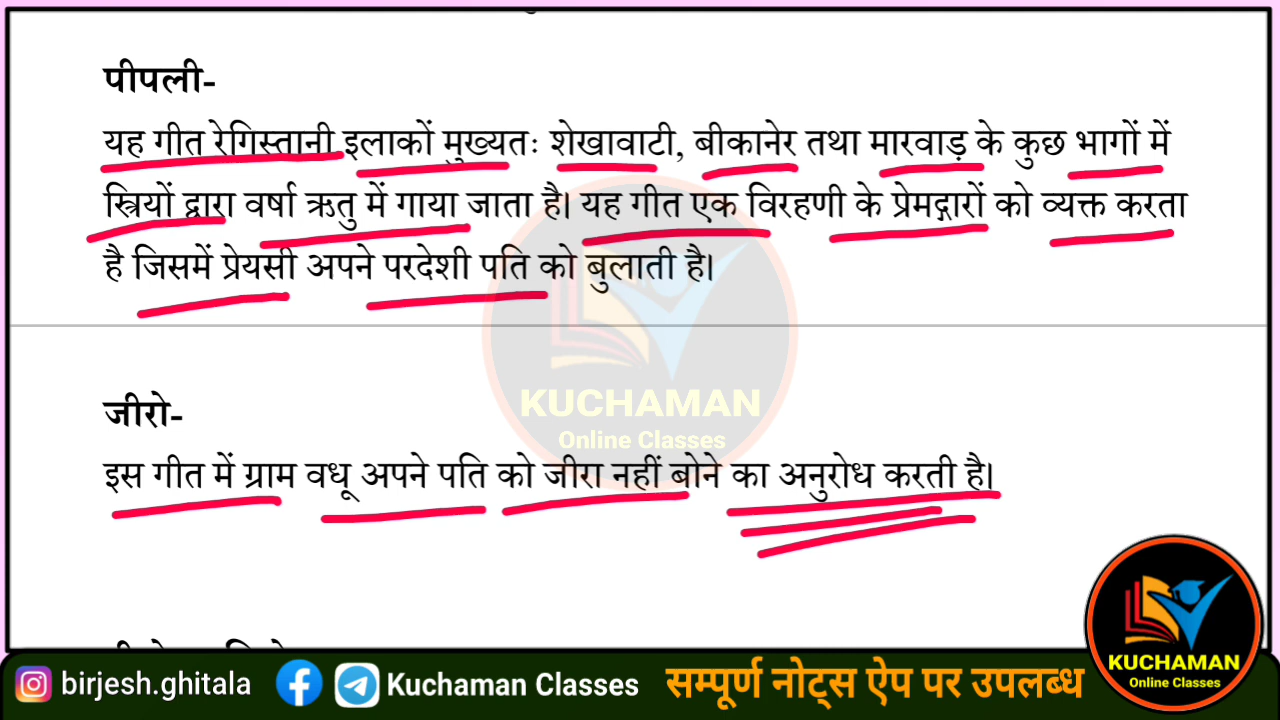 पीपली-
यह गीत रेगिस्तानी इलाकों मुख्यतः शेखावाटी, बीकानेर तथा मारवाड़ के कुछ भागों में
स्त्रियों द्वारा वर्षा ऋतु में गाया जाता है। यह गीत एक विरहणी के प्रेमद्गारों को व्यक्त करता
है जिसमें प्रेयसी अपने परदेशी पति को बुलाती है।
KUCHAMAN
Online Classes
जीरो-
इस गीत में ग्राम वधू अपने पति को जीरा नहीं बोने का अनुरोध करती है।
KUCHAMAN
Online Classes
birjesh.ghitala
Kuchaman Classes
सम्पूर्ण नोट्स ऐप पर उपलब्ध